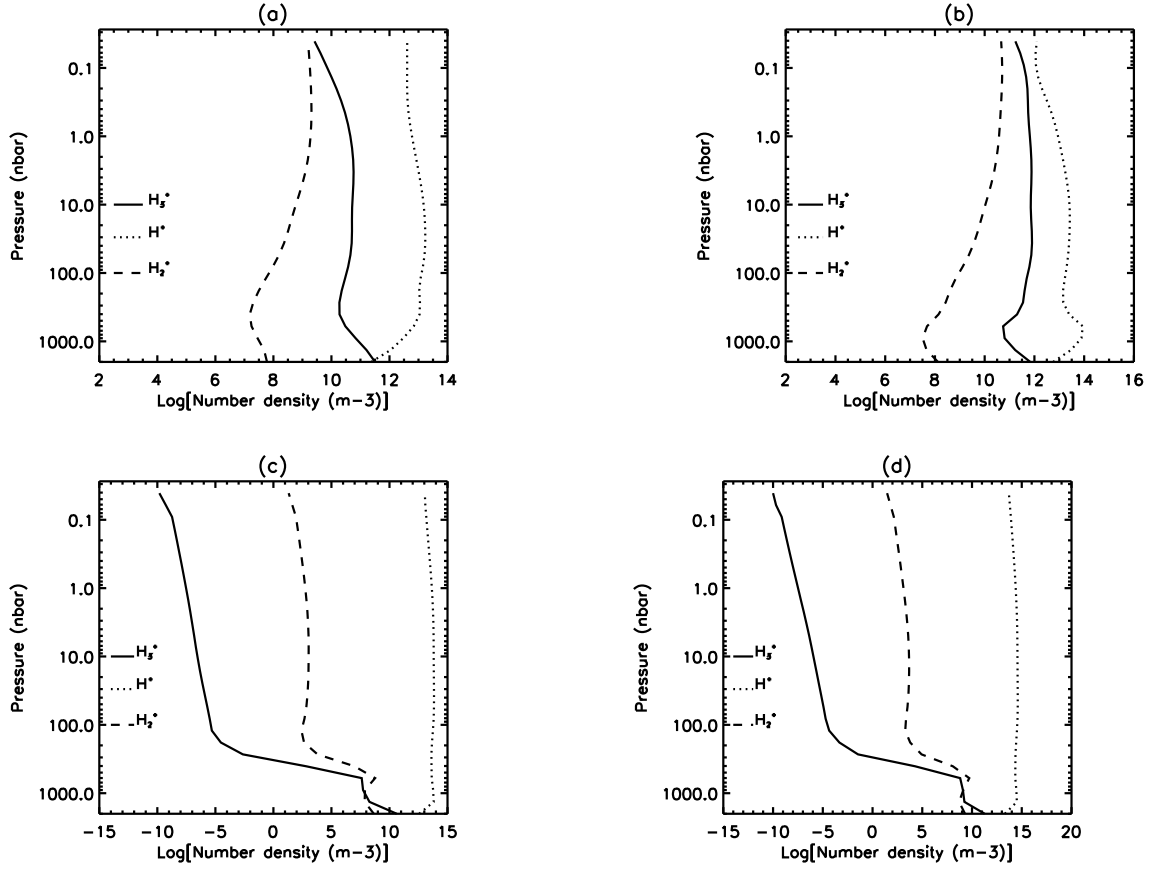 (a)
0.1
1.0
10.0
100.0
1000.0
Pressure (nbar)
H₃⁺
H⁺
H₂⁺
2 4 6 8 10 12 14
Log[Number density (m−3)]
(b)
0.1
1.0
10.0
100.0
1000.0
Pressure (nbar)
H₃⁺
H⁺
H₂⁺
2 4 6 8 10 12 14 16
Log[Number density (m−3)]
(c)
0.1
1.0
10.0
100.0
1000.0
Pressure (nbar)
H₃⁺
H⁺
H₂⁺
−15 −10 −5 0 5 10 15
Log[Number density (m−3)]
(d)
0.1
1.0
10.0
100.0
1000.0
Pressure (nbar)
H₃⁺
H⁺
H₂⁺
−15 −10 −5 0 5 10 15 20
Log[Number density (m−3)]